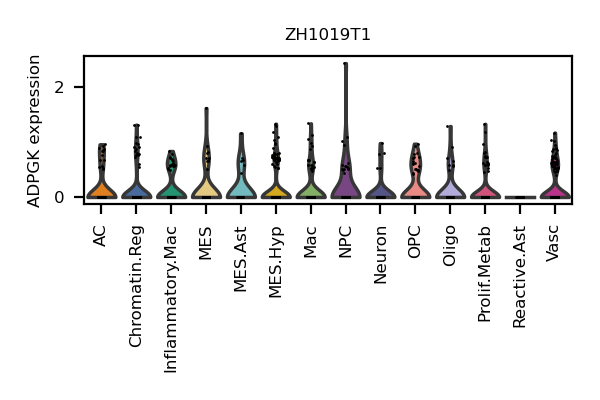 ZH1019T1
ADPGK expression
2
0
AC
Chromatin.Reg
Inflammatory.Mac
MES
MES.Ast
MES.Hyp
Mac
NPC
Neuron
OPC
Oligo
Prolif.Metab
Reactive.Ast
Vasc